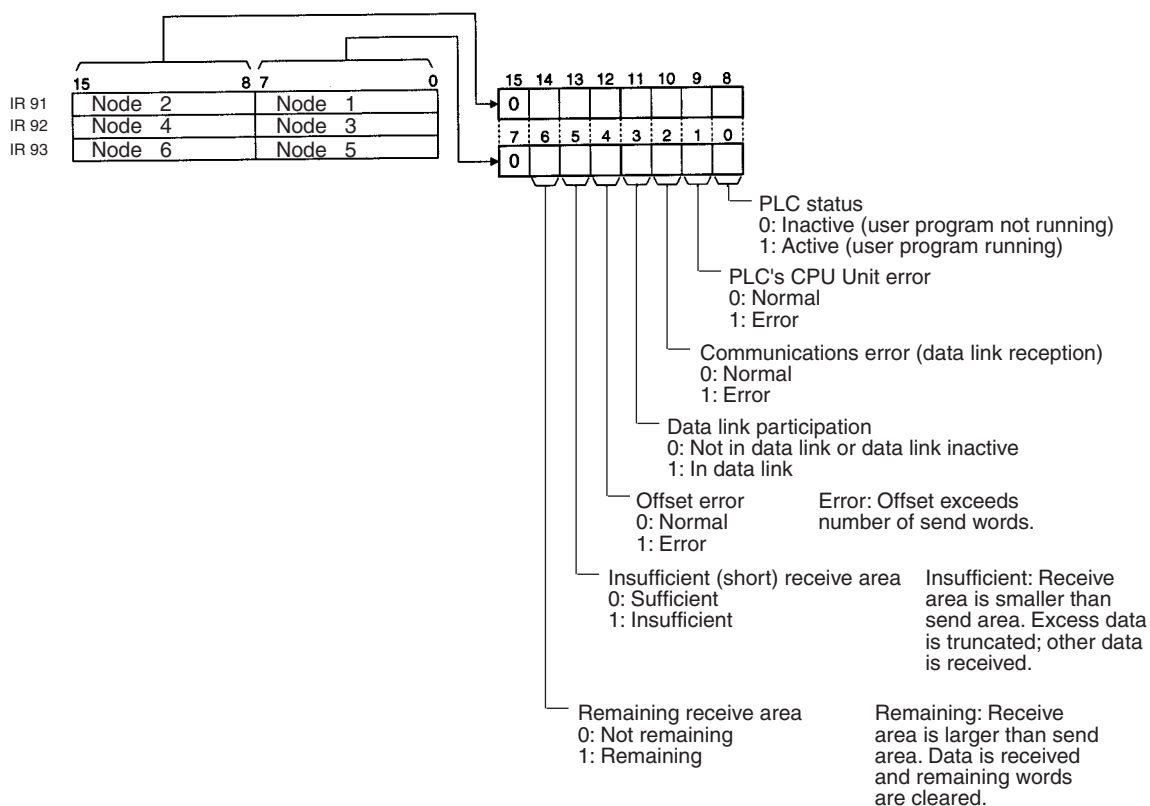 15 8 7 0
IR 91 Node 2 Node 1
IR 92 Node 4 Node 3
IR 93 Node 6 Node 5
15 14 13 12 11 10 9 8
0
7 6 5 4 3 2 1 0
0
PLC status
0: Inactive (user program not running)
1: Active (user program running)
PLC's CPU Unit error
0: Normal
1: Error
Communications error (data link reception)
0: Normal
1: Error
Data link participation
0: Not in data link or data link inactive
1: In data link
Offset error
0: Normal
1: Error
Error: Offset exceeds
number of send words.
Insufficient (short) receive area
0: Sufficient
1: Insufficient
Insufficient: Receive
area is smaller than
send area. Excess data
is truncated; other data
is received.
Remaining receive area
0: Not remaining
1: Remaining
Remaining: Receive
area is larger than send
area. Data is received
and remaining words
are cleared.